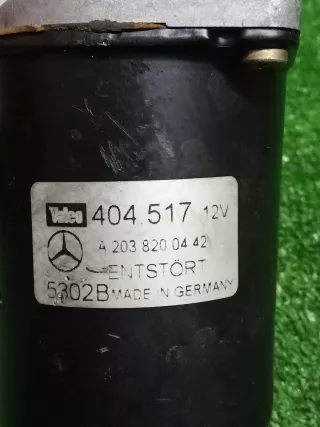 Valeo 404.517 12V
A 203 820 04 42
ENTSTÖRT
5302B MADE IN GERMANY